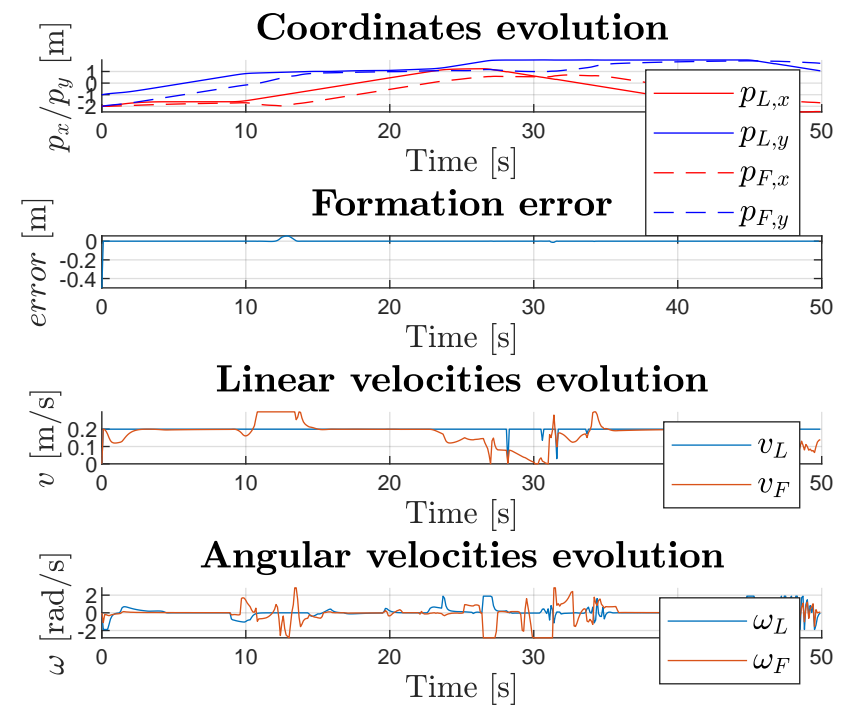 Coordinates evolution
p_x/p_y [m]
1
0
-1
-2
0 10 20 30 50
Time [s]
p_{L,x}
p_{L,y}
p_{F,x}
p_{F,y}
Formation error
error [m]
0
-0.2
-0.4
0 10 20 30 40 50
Time [s]
Linear velocities evolution
v [m/s]
0.2
0.1
0
0 10 20 30 50
Time [s]
v_L
v_F
Angular velocities evolution
ω [rad/s]
2
0
-2
0 10 20 30 50
Time [s]
ω_L
ω_F